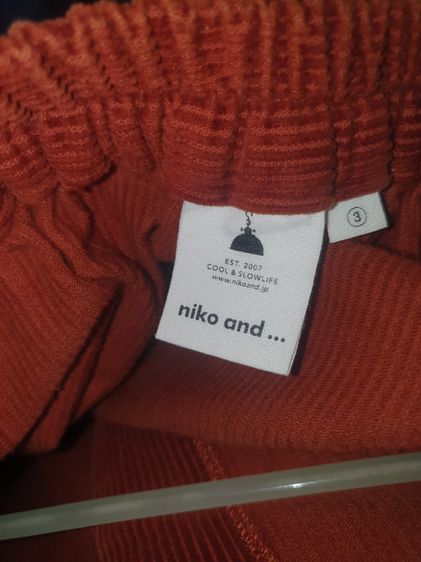 EST. 2007
COOL & SLOWLIFE
www.nikoand.jp
niko and ...
3